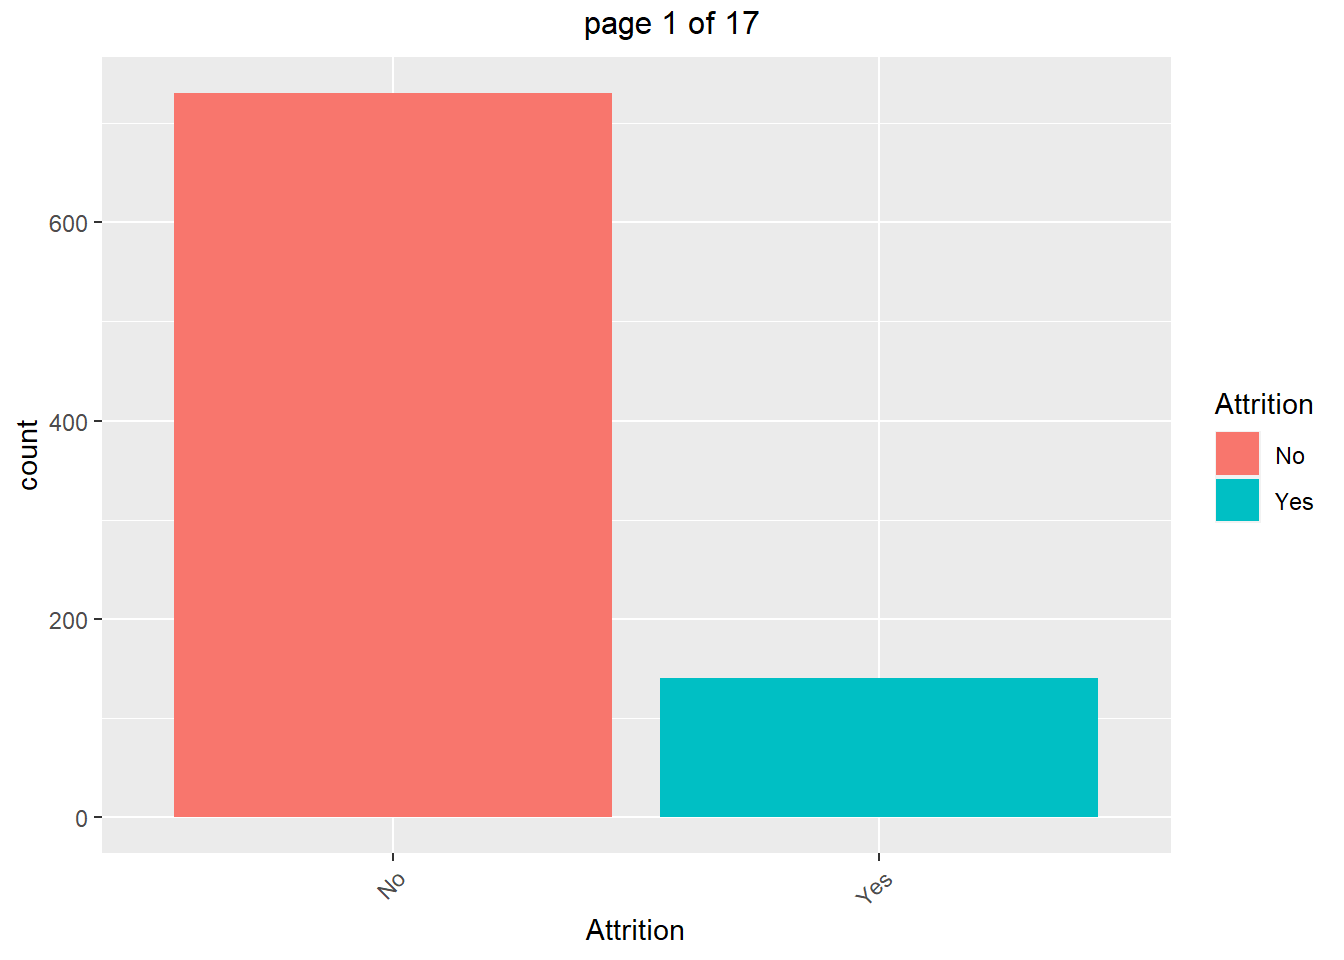 page 1 of 17
count
600
400
200
0
No
Yes
Attrition
Attrition
No
Yes